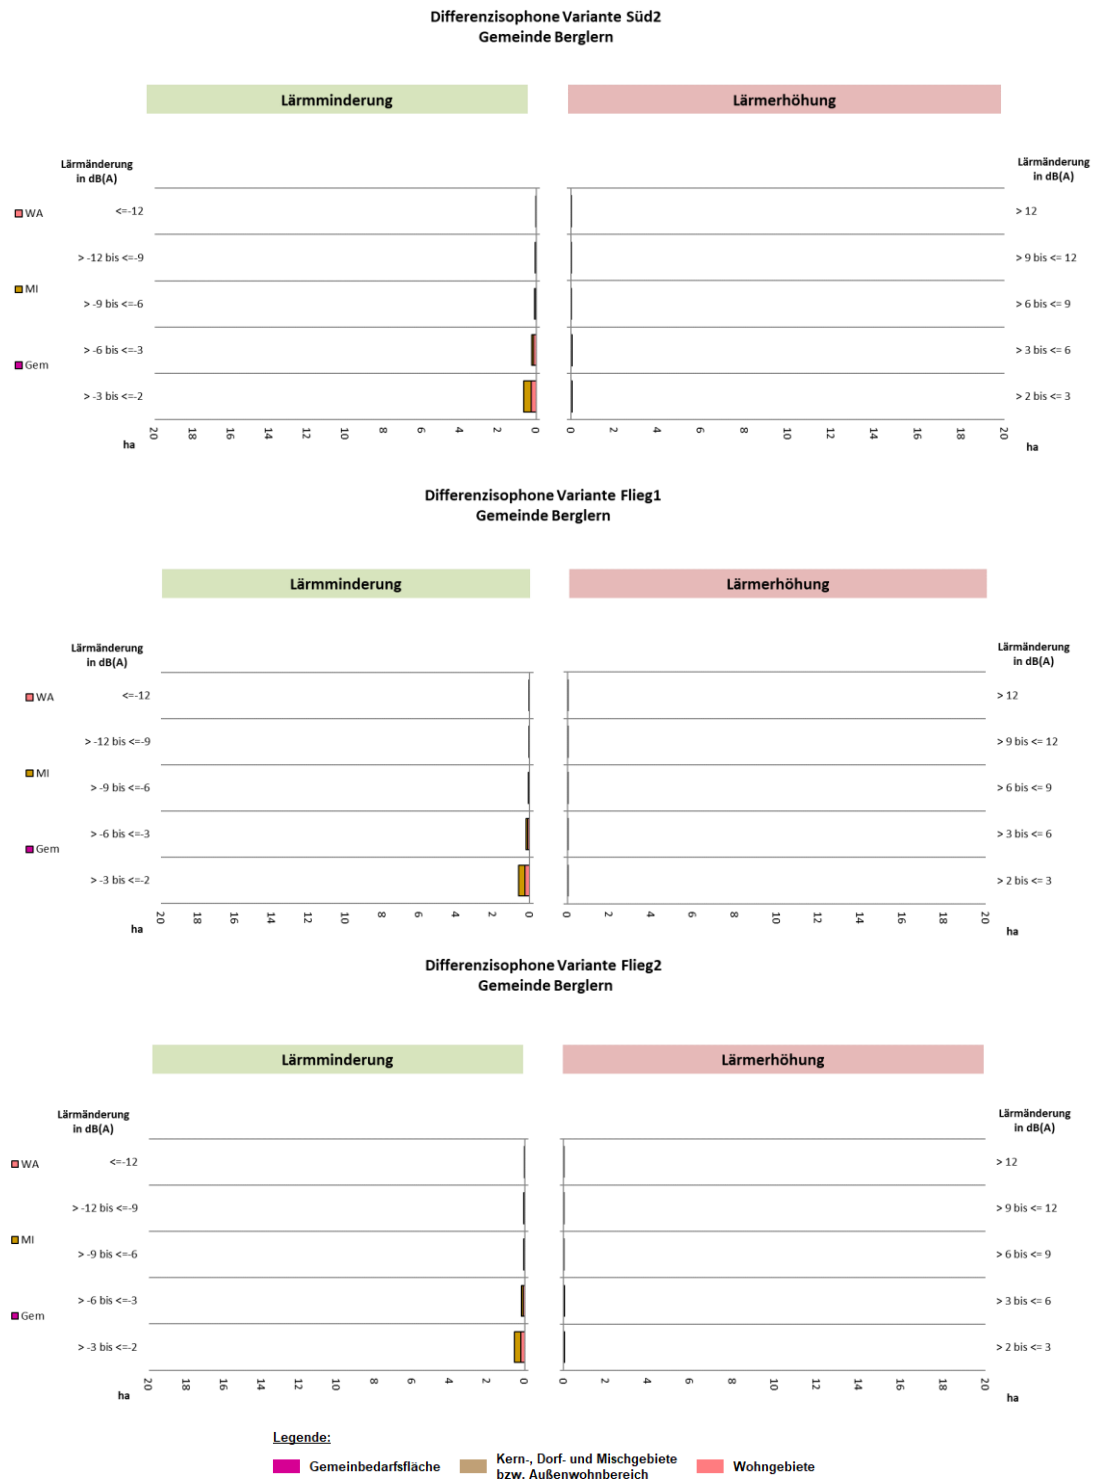 Differenzisophone Variante Süd2
Gemeinde Berglern
Lärmminderung
Lärmerhöhung
Lärmänderung
in dB(A)
Lärmänderung
in dB(A)
WA
<=-12
> 12
> -12 bis <=-9
> 9 bis <= 12
MI
> -9 bis <=-6
> 6 bis <= 9
> -6 bis <=-3
> 3 bis <= 6
Gem
> -3 bis <=-2
> 2 bis <= 3
20 18 16 14 12 10 8 6 4 2 0
0 2 4 6 8 10 12 14 16 18 20
ha
ha
Differenzisophone Variante Flieg1
Gemeinde Berglern
Lärmminderung
Lärmerhöhung
Lärmänderung
in dB(A)
Lärmänderung
in dB(A)
WA
<=-12
> 12
> -12 bis <=-9
> 9 bis <= 12
MI
> -9 bis <=-6
> 6 bis <= 9
> -6 bis <=-3
> 3 bis <= 6
Gem
> -3 bis <=-2
> 2 bis <= 3
20 18 16 14 12 10 8 6 4 2 0
0 2 4 6 8 10 12 14 16 18 20
ha
ha
Differenzisophone Variante Flieg2
Gemeinde Berglern
Lärmminderung
Lärmerhöhung
Lärmänderung
in dB(A)
Lärmänderung
in dB(A)
WA
<=-12
> 12
> -12 bis <=-9
> 9 bis <= 12
MI
> -9 bis <=-6
> 6 bis <= 9
> -6 bis <=-3
> 3 bis <= 6
Gem
> -3 bis <=-2
> 2 bis <= 3
20 18 16 14 12 10 8 6 4 2 0
0 2 4 6 8 10 12 14 16 18 20
ha
ha
Legende:
Gemeinbedarfsfläche
Kern-, Dorf- und Mischgebiete
bzw. Außenwohnbereich
Wohngebiete